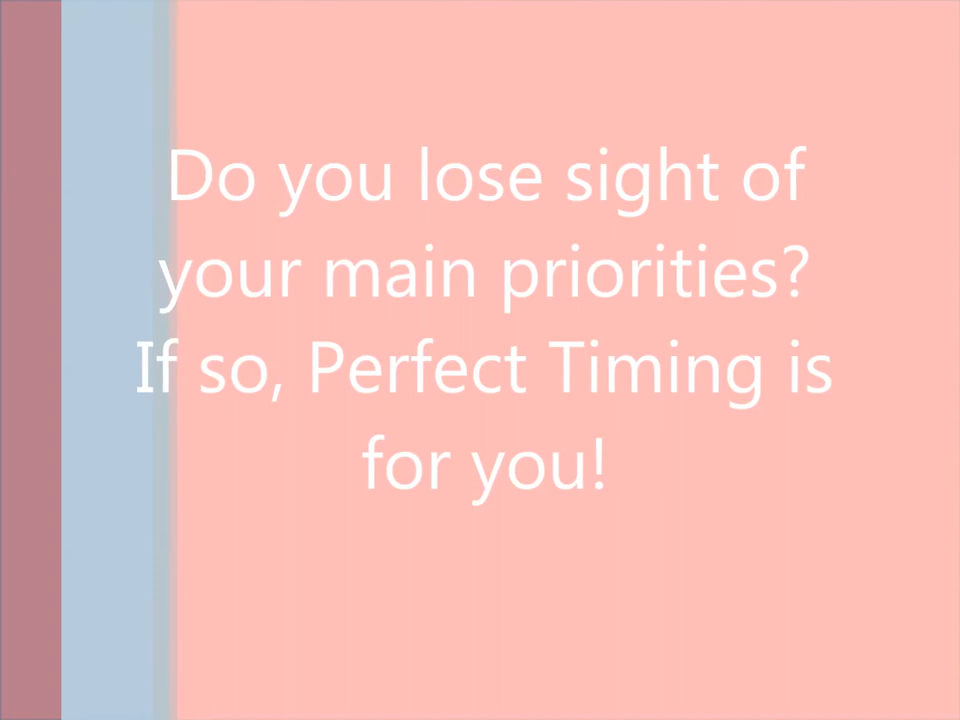 Do you lose sight of
your main priorities?
If so, Perfect Timing is
for you!